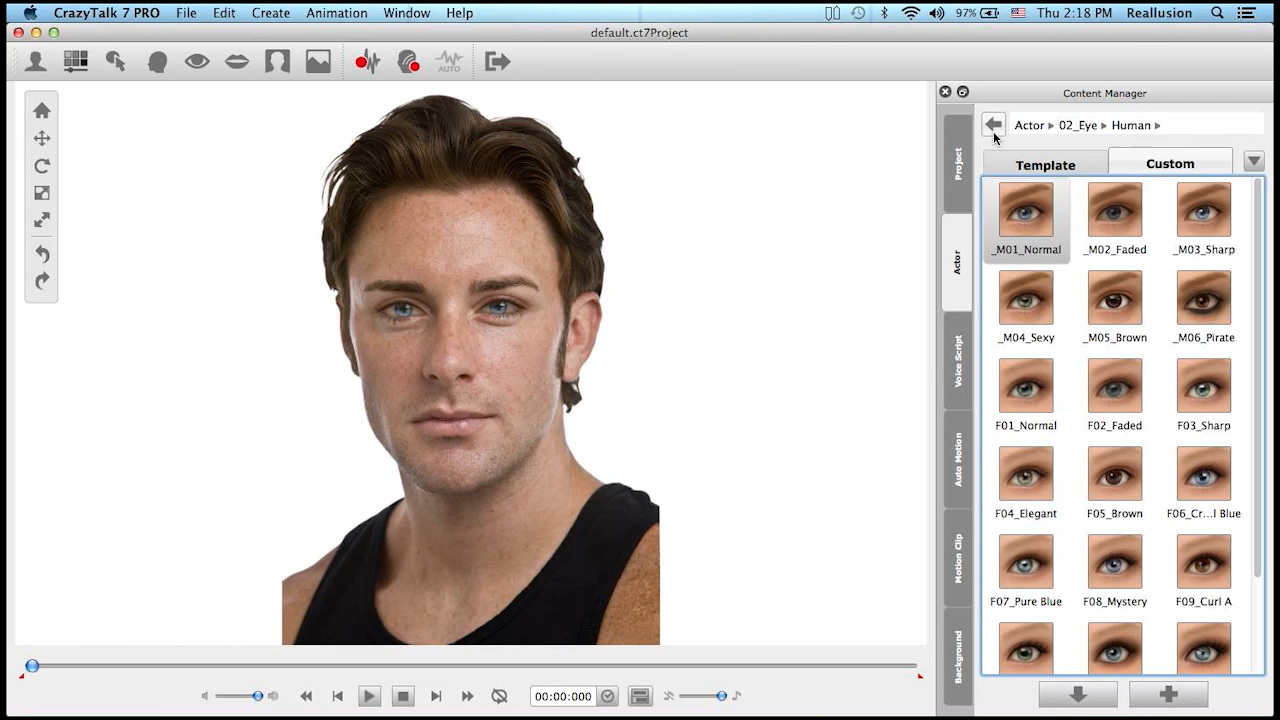 CrazyTalk 7 PRO File Edit Create Animation Window Help 97% Thu 2:18 PM Reallusion
default.ct7Project
AUTO
Content Manager
Actor 02_Eye Human
Template Custom
Project
Actor
Voice Script
Auto Motion
Motion Clip
Background
_M01_Normal _M02_Faded _M03_Sharp
_M04_Sexy _M05_Brown _M06_Pirate
F01_Normal F02_Faded F03_Sharp
F04_Elegant F05_Brown F06_Cr...l Blue
F07_Pure Blue F08_Mystery F09_Curl A
00:00:000